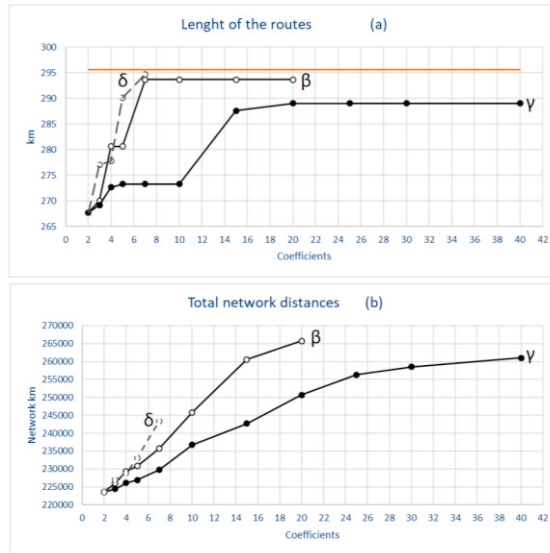 Lenght of the routes (a)
300
295
290
285
280
275
270
265
km
δ
β
γ
0 2 4 6 8 10 12 14 16 18 20 22 24 26 28 30 32 34 36 38 40 42
Coefficients
Total network distances (b)
270000
265000
260000
255000
250000
245000
240000
235000
230000
225000
220000
Network km
β
γ
δ
0 2 4 6 8 10 12 14 16 18 20 22 24 26 28 30 32 34 36 38 40 42
Coefficients